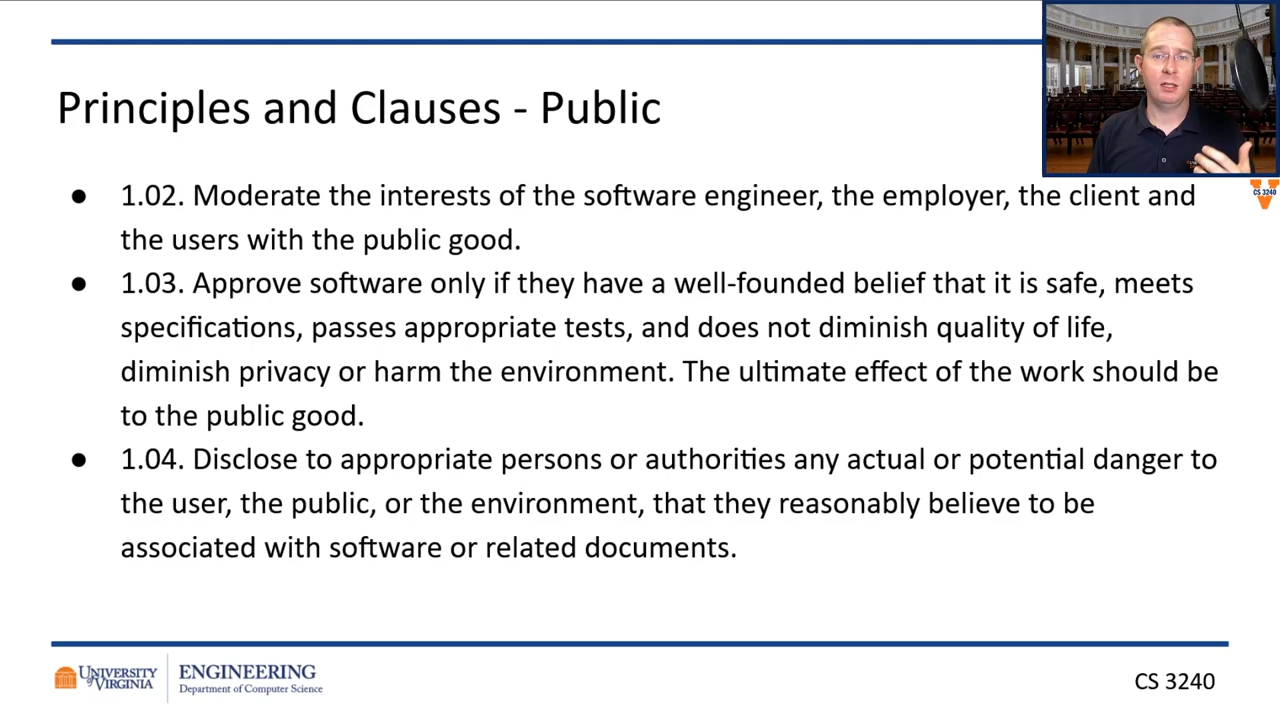 Principles and Clauses - Public
● 1.02. Moderate the interests of the software engineer, the employer, the client and
the users with the public good.
● 1.03. Approve software only if they have a well-founded belief that it is safe, meets
specifications, passes appropriate tests, and does not diminish quality of life,
diminish privacy or harm the environment. The ultimate effect of the work should be
to the public good.
● 1.04. Disclose to appropriate persons or authorities any actual or potential danger to
the user, the public, or the environment, that they reasonably believe to be
associated with software or related documents.
CS 3240
UNIVERSITY
of VIRGINIA
ENGINEERING
Department of Computer Science
CS 3240